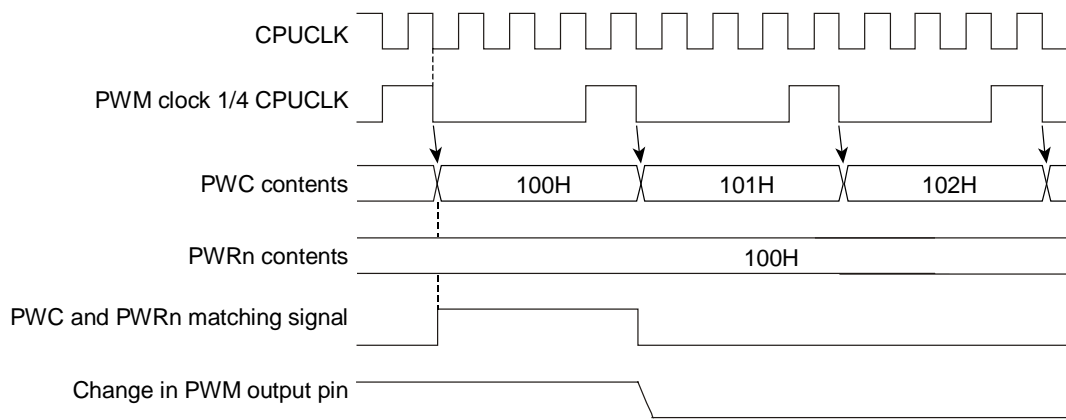 CPUCLK
PWM clock 1/4 CPUCLK
PWC contents
100H
101H
102H
PWRn contents
100H
PWC and PWRn matching signal
Change in PWM output pin